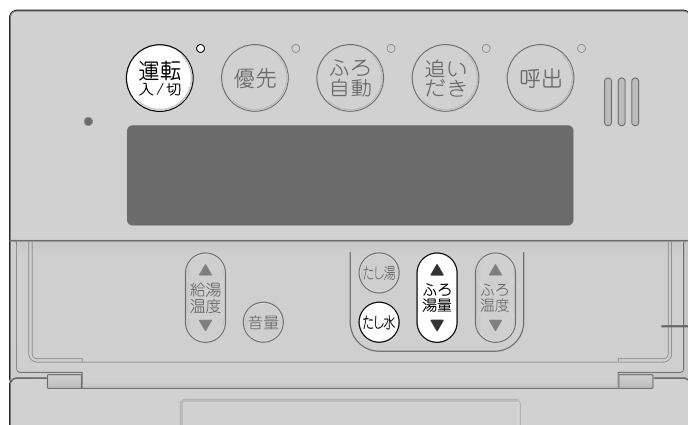 運転
入/切
優先
ふろ
自動
追い
だき
呼出
▲
給湯
温度
▼
音量
たし湯
たし水
▲
ふろ
湯量
▼
▲
ふろ
温度
▼